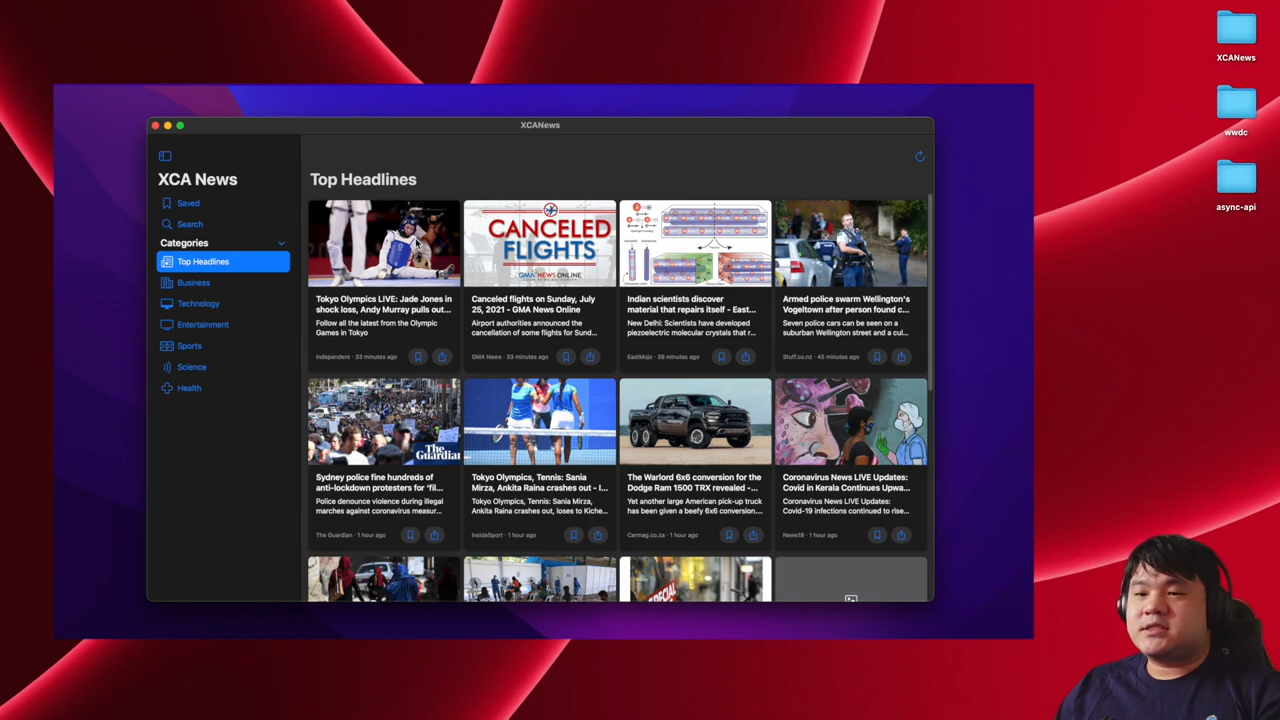 XCANews
wwdc
async-api
XCANews
XCA News
Saved
Search
Categories
Top Headlines
Business
Technology
Entertainment
Sports
Science
Health
Top Headlines
CANCELED
FLIGHTS
GMA NEWS ONLINE
Tokyo Olympics LIVE: Jade Jones in
shock loss, Andy Murray pulls out...
Follow all the latest from the Olympic
Games in Tokyo
Independent · 33 minutes ago
Canceled flights on Sunday, July
25, 2021 - GMA News Online
Airport authorities announced the
cancellation of some flights for Sund...
GMA News · 33 minutes ago
Indian scientists discover
material that repairs itself - East...
New Delhi: Scientists have developed
piezoelectric molecular crystals that r...
EastMojo · 39 minutes ago
Armed police swarm Wellington's
Vogeltown after person found c...
Seven police cars can be seen on a
suburban Wellington street and a cul...
Stuff.co.nz · 45 minutes ago
The
Guardian
Sydney police fine hundreds of
anti-lockdown protesters for 'fil...
Police denounce violence during illegal
marches against coronavirus measur...
The Guardian · 1 hour ago
Tokyo Olympics, Tennis: Sania
Mirza, Ankita Raina crashes out - I...
Tokyo Olympics, Tennis: Sania Mirza,
Ankita Raina crashes out, loses to Kiche...
InsideSport · 1 hour ago
The Warlord 6x6 conversion for the
Dodge Ram 1500 TRX revealed -...
Yet another large American pick-up truck
has been given a beefy 6x6 conversion....
Carmag.co.za · 1 hour ago
Coronavirus News LIVE Updates:
Covid in Kerala Continues Upwa...
Coronavirus News LIVE Updates:
Covid-19 infections continued to rise...
News18 · 1 hour ago
SPECIAL